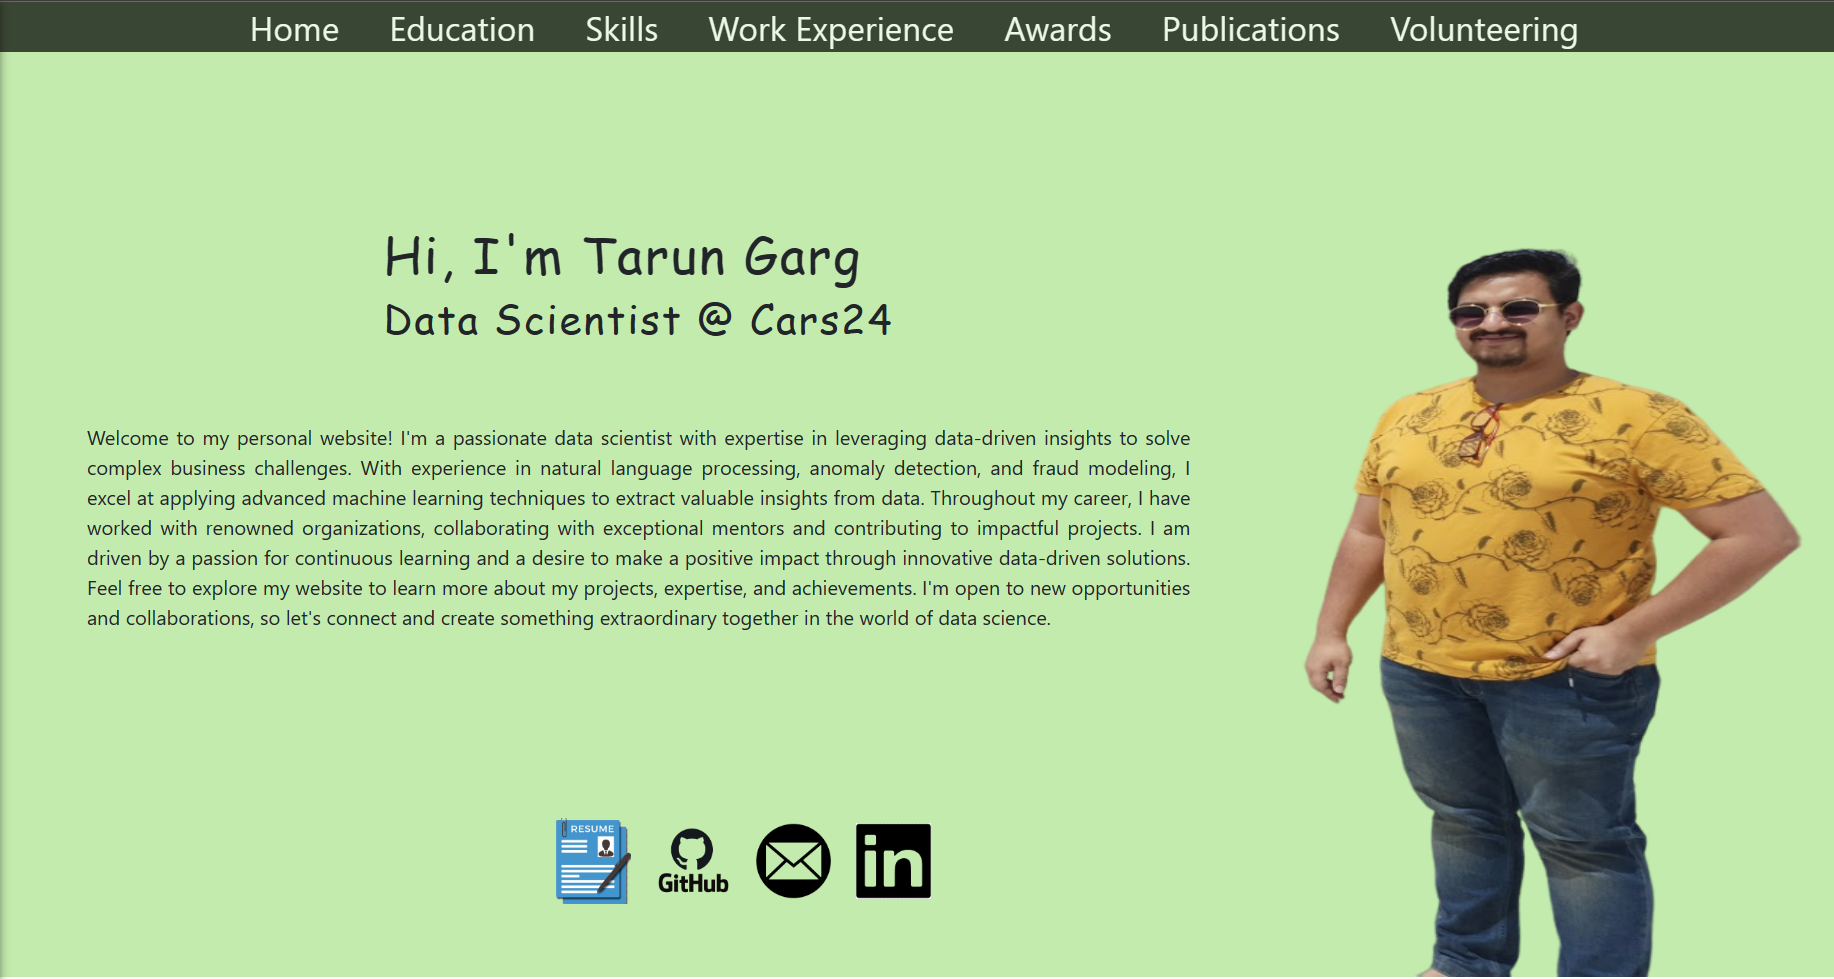 Home Education Skills Work Experience Awards Publications Volunteering
Hi, I'm Tarun Garg
Data Scientist @ Cars24
Welcome to my personal website! I'm a passionate data scientist with expertise in leveraging data-driven insights to solve
complex business challenges. With experience in natural language processing, anomaly detection, and fraud modeling, I
excel at applying advanced machine learning techniques to extract valuable insights from data. Throughout my career, I have
worked with renowned organizations, collaborating with exceptional mentors and contributing to impactful projects. I am
driven by a passion for continuous learning and a desire to make a positive impact through innovative data-driven solutions.
Feel free to explore my website to learn more about my projects, expertise, and achievements. I'm open to new opportunities
and collaborations, so let's connect and create something extraordinary together in the world of data science.
RESUME
GitHub
in